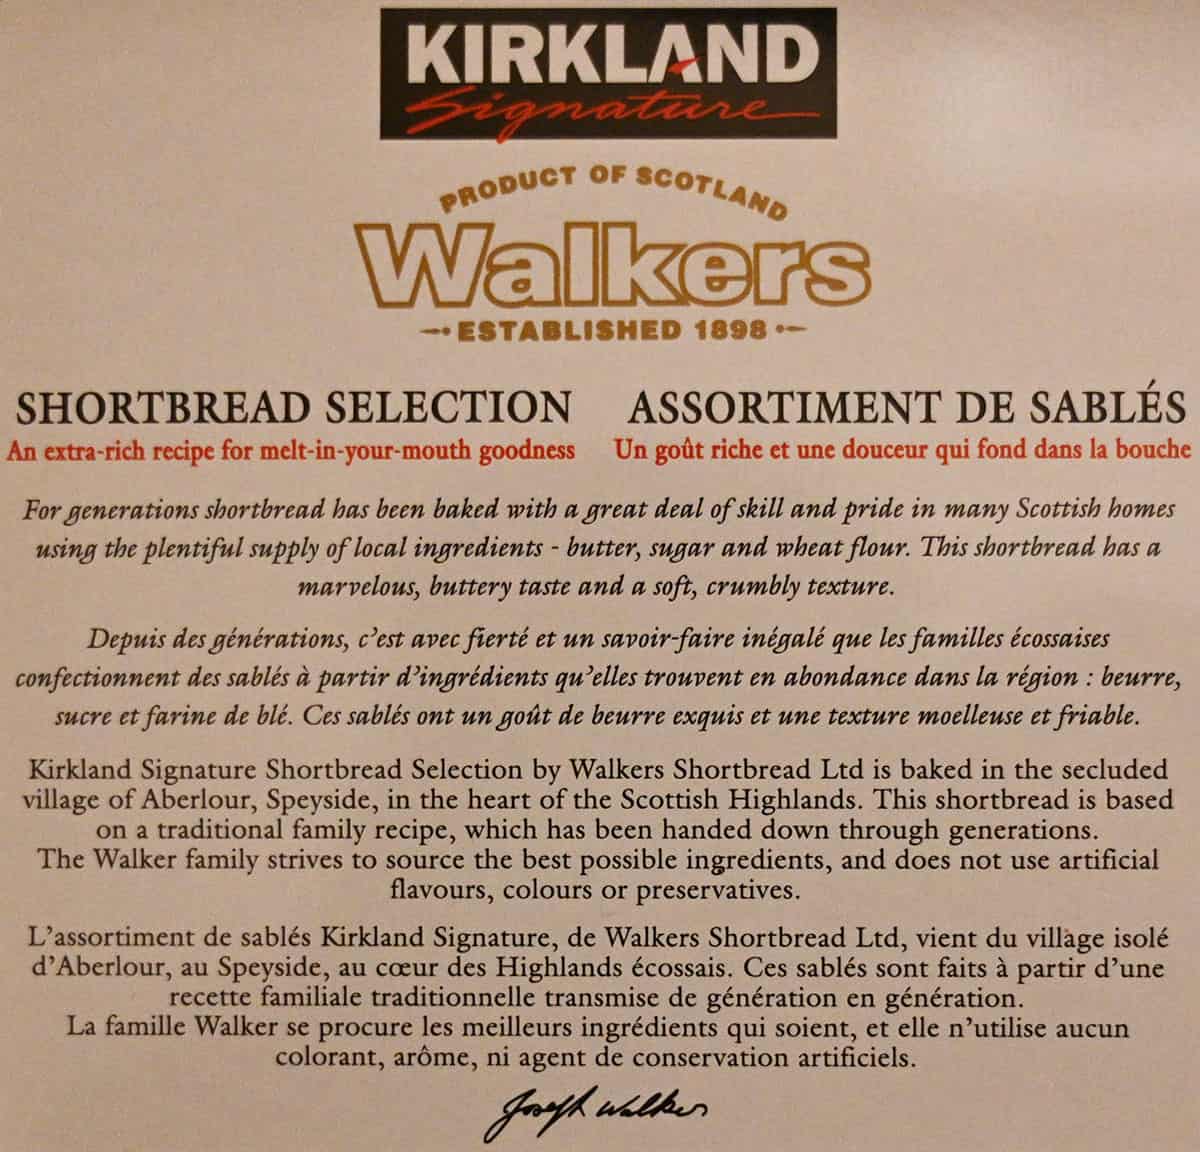 KIRKLAND
Signature
PRODUCT OF SCOTLAND
Walkers
ESTABLISHED 1898
SHORTBREAD SELECTION
An extra-rich recipe for melt-in-your-mouth goodness
ASSORTIMENT DE SABLÉS
Un goût riche et une douceur qui fond dans la bouche
For generations shortbread has been baked with a great deal of skill and pride in many Scottish homes
using the plentiful supply of local ingredients - butter, sugar and wheat flour. This shortbread has a
marvelous, buttery taste and a soft, crumbly texture.
Depuis des générations, c'est avec fierté et un savoir-faire inégalé que les familles écossaises
confectionnent des sablés à partir d'ingrédients qu'elles trouvent en abondance dans la région : beurre,
sucre et farine de blé. Ces sablés ont un goût de beurre exquis et une texture moelleuse et friable.
Kirkland Signature Shortbread Selection by Walkers Shortbread Ltd is baked in the secluded
village of Aberlour, Speyside, in the heart of the Scottish Highlands. This shortbread is based
on a traditional family recipe, which has been handed down through generations.
The Walker family strives to source the best possible ingredients, and does not use artificial
flavours, colours or preservatives.
L'assortiment de sablés Kirkland Signature, de Walkers Shortbread Ltd, vient du village isolé
d'Aberlour, au Speyside, au cœur des Highlands écossais. Ces sablés sont faits à partir d'une
recette familiale traditionnelle transmise de génération en génération.
La famille Walker se procure les meilleurs ingrédients qui soient, et elle n'utilise aucun
colorant, arôme, ni agent de conservation artificiels.
Joseph Walker